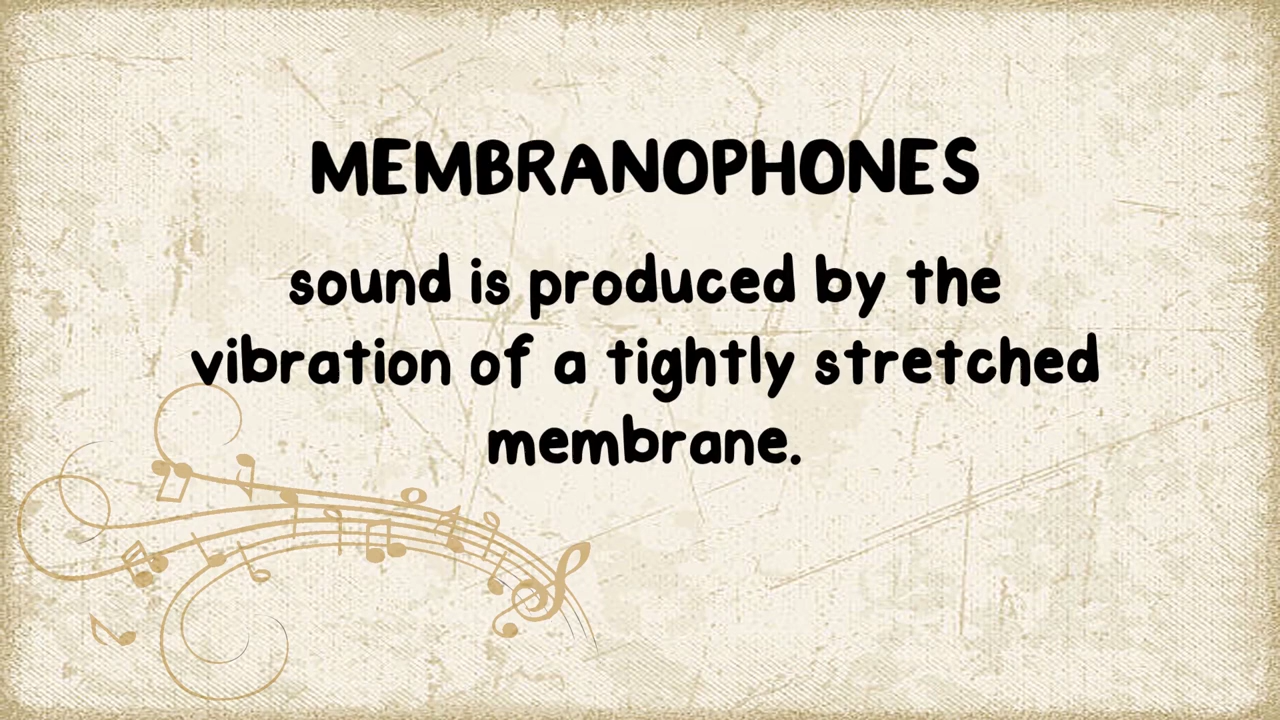 MEMBRANOPHONES
sound is produced by the
vibration of a tightly stretched
membrane.